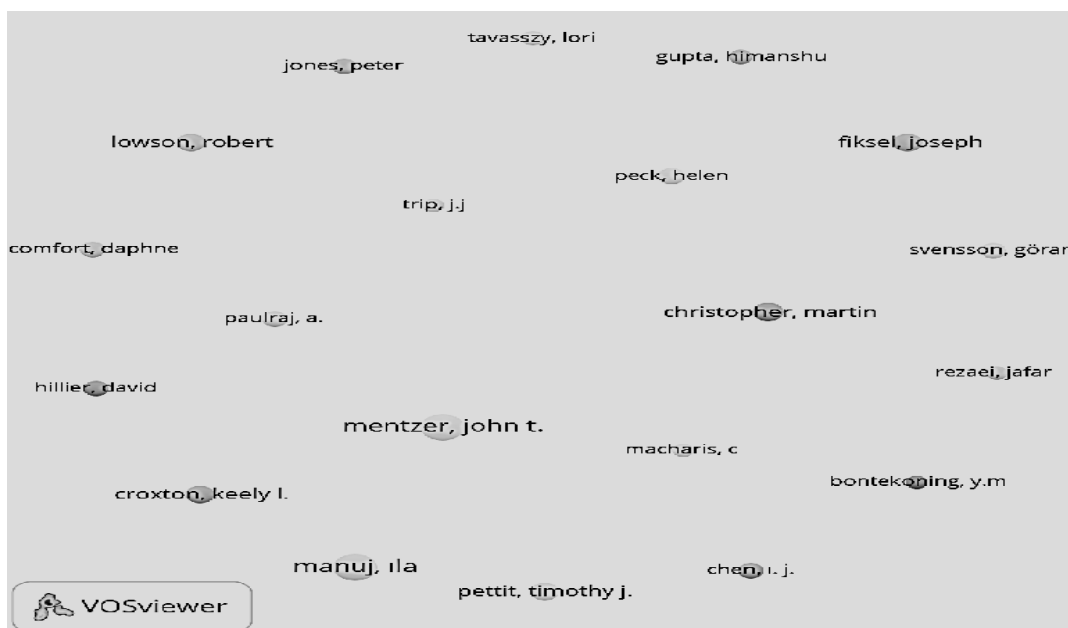 tavasszy, lori
gupta, himanshu
jones, peter
lowson, robert
fiksel, joseph
peck, helen
trip, j.j
comfort, daphne
svensson, göran
christopher, martin
paulraj, a.
rezaei, jafar
hillier, david
mentzer, john t.
macharis, c
bontekoning, y.m
croxton, keely l.
manuj, ıla
chen, ı. j.
pettit, timothy j.
VOSviewer